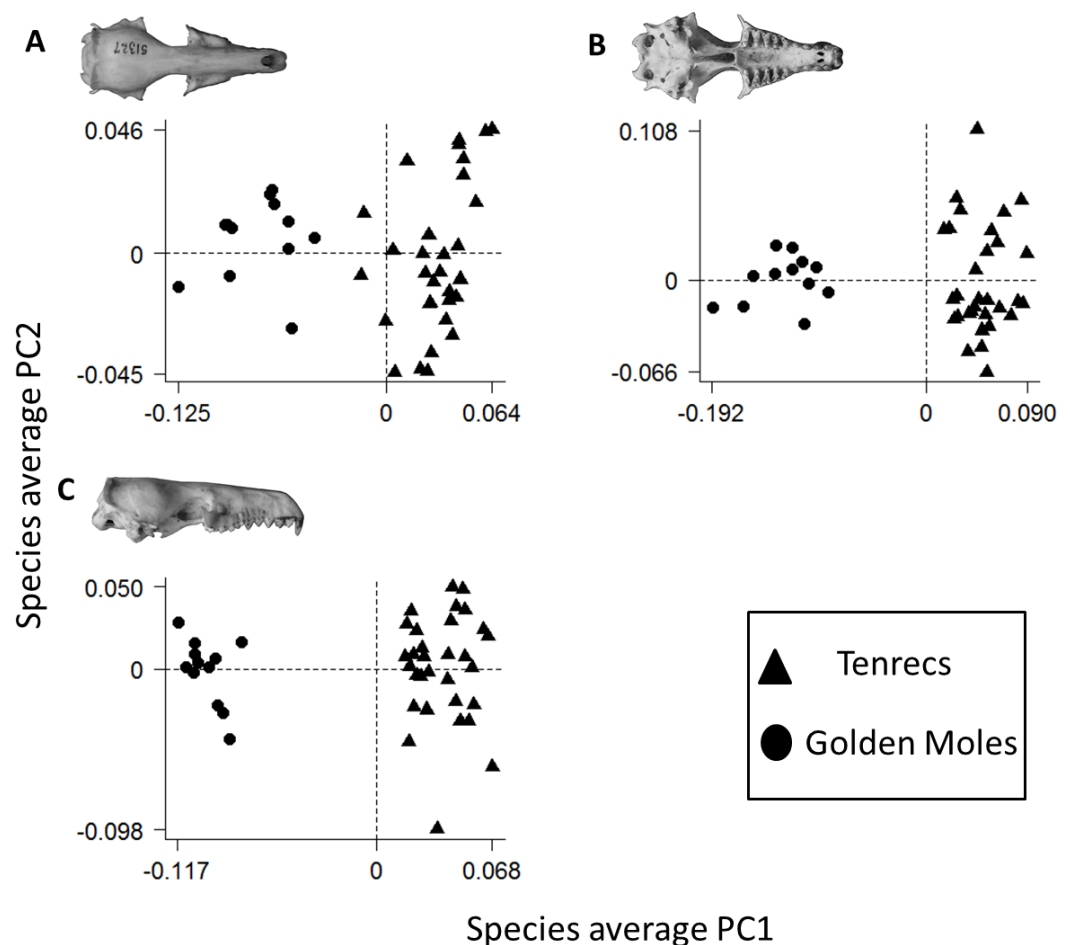 A
51327
B
0.046
0
-0.045
-0.125
0
0.064
0.108
0
-0.066
-0.192
0
0.090
Species average PC2
C
0.050
0
-0.098
-0.117
0
0.068
Tenrecs
Golden Moles
Species average PC1